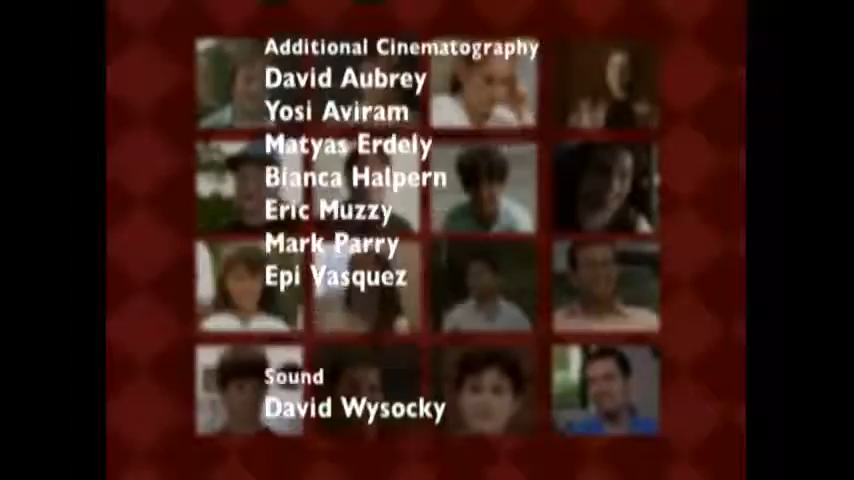 Additional Cinematography
David Aubrey
Yosi Aviram
Matyas Erdely
Bianca Halpern
Eric Muzzy
Mark Parry
Epi Vasquez
Sound
David Wysocky